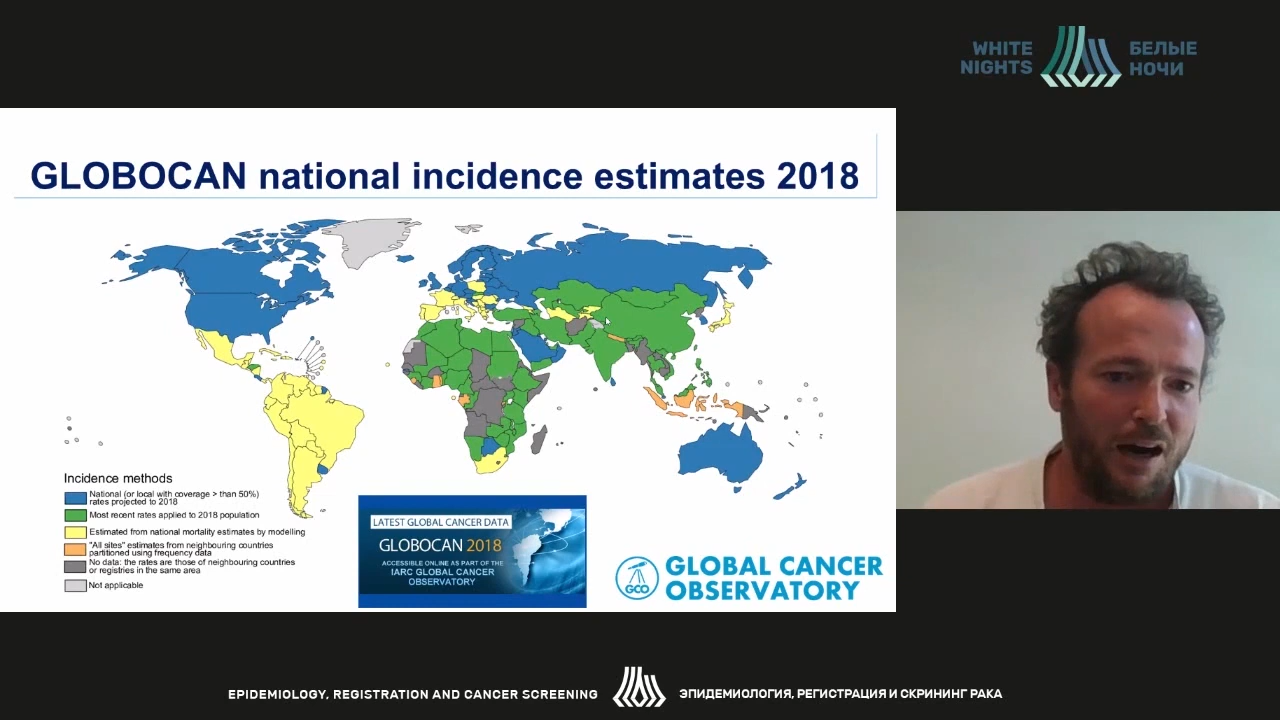 WHITE
NIGHTS
БЕЛЫЕ
НОЧИ
GLOBOCAN national incidence estimates 2018
Incidence methods
National (or local with coverage > than 50%)
rates projected to 2018
Most recent rates applied to 2018 population
Estimated from national mortality estimates by modelling
"All sites" estimates from neighbouring countries
partitioned using frequency data
No data: the rates are those of neighbouring countries
or registries in the same area
Not applicable
LATEST GLOBAL CANCER DATA
GLOBOCAN 2018
ACCESSIBLE ONLINE AS PART OF THE
IARC GLOBAL CANCER
OBSERVATORY
GCO
GLOBAL CANCER
OBSERVATORY
EPIDEMIOLOGY, REGISTRATION AND CANCER SCREENING
ЭПИДЕМИОЛОГИЯ, РЕГИСТРАЦИЯ И СКРИНИНГ РАКА